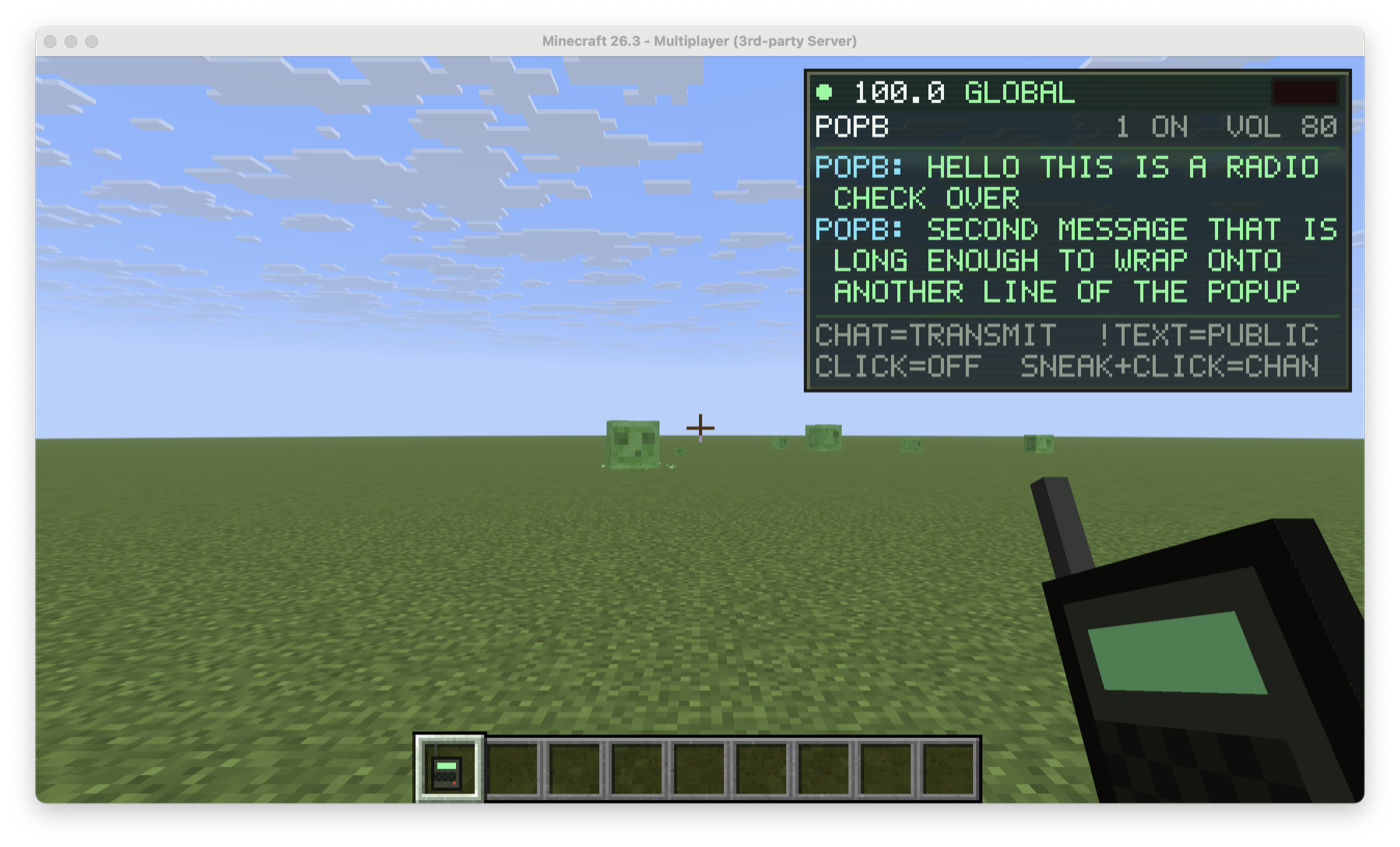 Minecraft 26.3 - Multiplayer (3rd-party Server)
100.0 GLOBAL
POPB 1 ON VOL 80
POPB: HELLO THIS IS A RADIO
CHECK OVER
POPB: SECOND MESSAGE THAT IS
LONG ENOUGH TO WRAP ONTO
ANOTHER LINE OF THE POPUP
CHAT=TRANSMIT !TEXT=PUBLIC
CLICK=OFF SNEAK+CLICK=CHAN